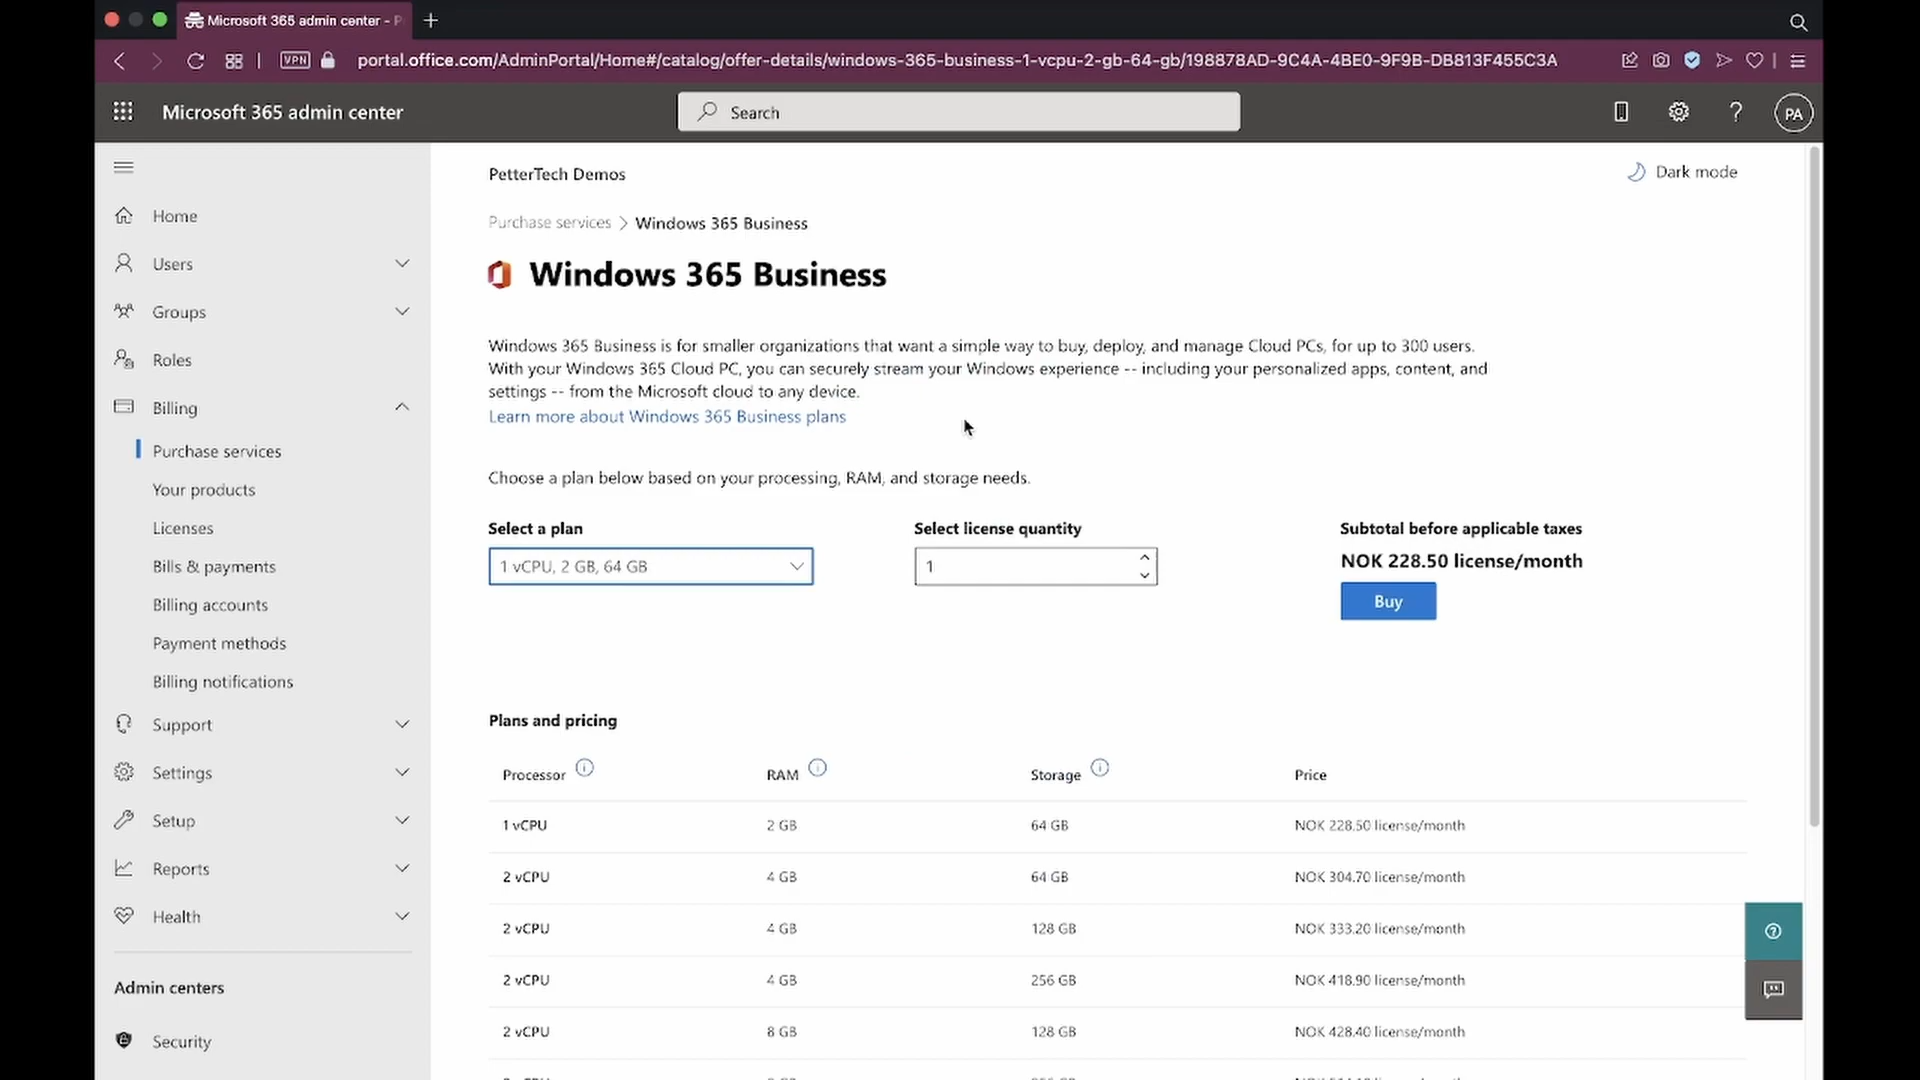 Microsoft 365 admin center - P
VPN
portal.office.com/AdminPortal/Home#/catalog/offer-details/windows-365-business-1-vcpu-2-gb-64-gb/198878AD-9C4A-4BE0-9F9B-DB813F455C3A
Microsoft 365 admin center
Search
PA
PetterTech Demos
Dark mode
Purchase services > Windows 365 Business
Windows 365 Business
Windows 365 Business is for smaller organizations that want a simple way to buy, deploy, and manage Cloud PCs, for up to 300 users.
With your Windows 365 Cloud PC, you can securely stream your Windows experience -- including your personalized apps, content, and
settings -- from the Microsoft cloud to any device.
Learn more about Windows 365 Business plans
Choose a plan below based on your processing, RAM, and storage needs.
Select a plan
1 vCPU, 2 GB, 64 GB
Select license quantity
1
Subtotal before applicable taxes
NOK 228.50 license/month
Buy
Plans and pricing
Processor RAM Storage Price
1 vCPU 2 GB 64 GB NOK 228.50 license/month
2 vCPU 4 GB 64 GB NOK 304.70 license/month
2 vCPU 4 GB 128 GB NOK 333.20 license/month
2 vCPU 4 GB 256 GB NOK 418.90 license/month
2 vCPU 8 GB 128 GB NOK 428.40 license/month
Home
Users
Groups
Roles
Billing
Purchase services
Your products
Licenses
Bills & payments
Billing accounts
Payment methods
Billing notifications
Support
Settings
Setup
Reports
Health
Admin centers
Security